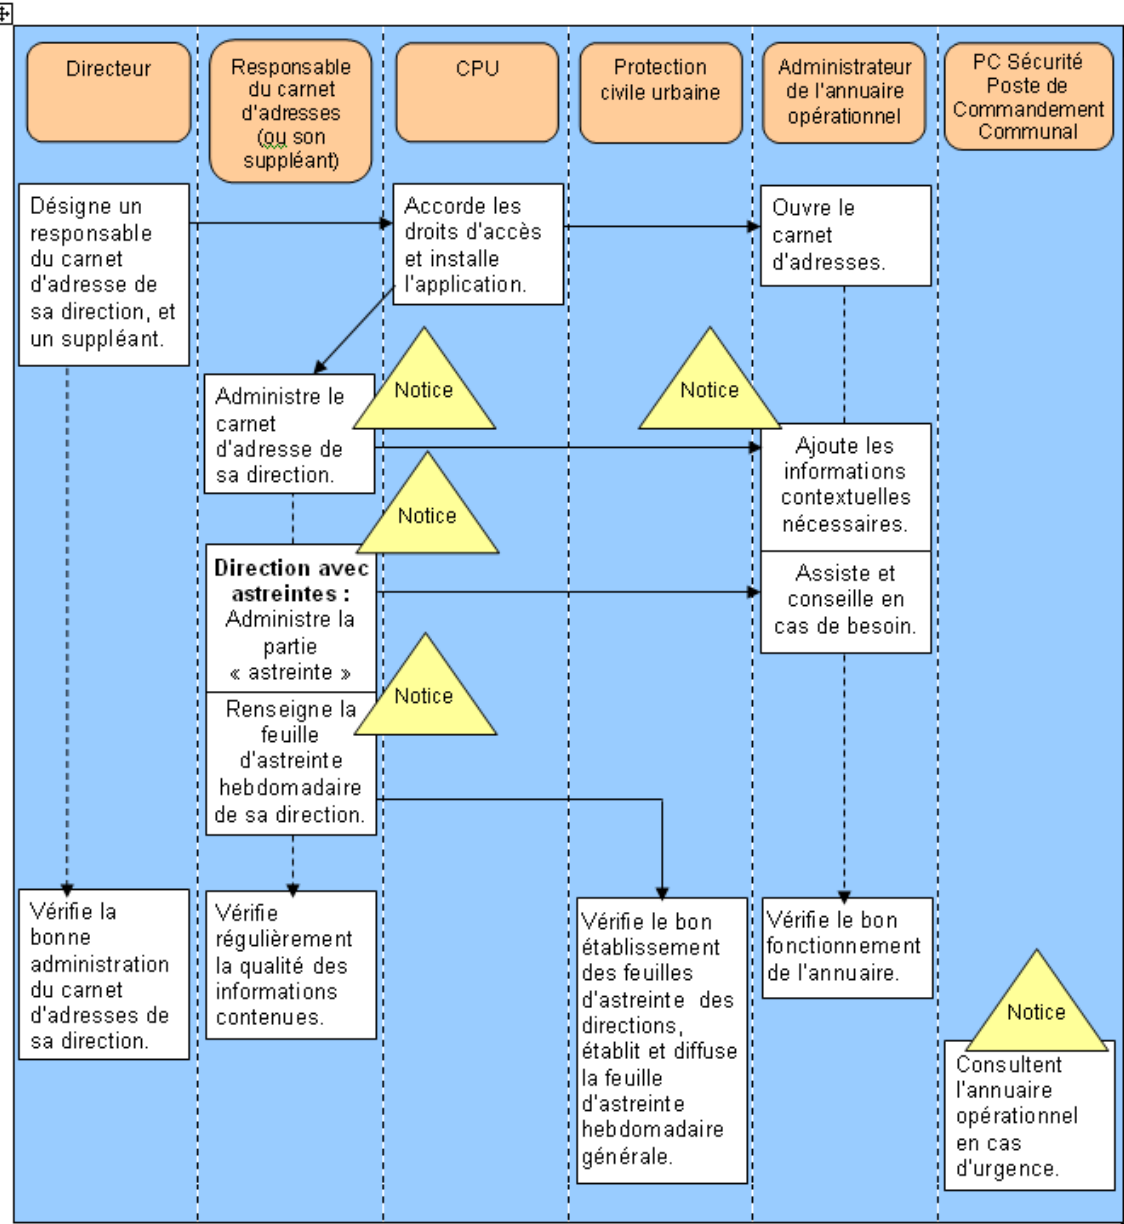 Directeur
Responsable
du carnet
d'adresses
(ou son
suppléant)
CPU
Protection
civile urbaine
Administrateur
de l'annuaire
opérationnel
PC Sécurité
Poste de
Commandement
Communal
Désigne un
responsable
du carnet
d'adresse de
sa direction, et
un suppléant.
Accorde les
droits d'accès
et installe
l'application.
Ouvre le
carnet
d'adresses.
Administre le
carnet
d'adresse de
sa direction.
Notice
Notice
Ajoute les
informations
contextuelles
nécessaires.
Notice
Direction avec
astreintes :
Administre la
partie
« astreinte »
Assiste et
conseille en
cas de besoin.
Renseigne la
feuille
d'astreinte
hebdomadaire
de sa direction.
Notice
Vérifie la
bonne
administration
du carnet
d'adresses de
sa direction.
Vérifie
régulièrement
la qualité des
informations
contenues.
Vérifie le bon
établissement
des feuilles
d'astreinte des
directions,
établit et diffuse
la feuille
d'astreinte
hebdomadaire
générale.
Vérifie le bon
fonctionnement
de l'annuaire.
Notice
Consultent
l'annuaire
opérationnel
en cas
d'urgence.